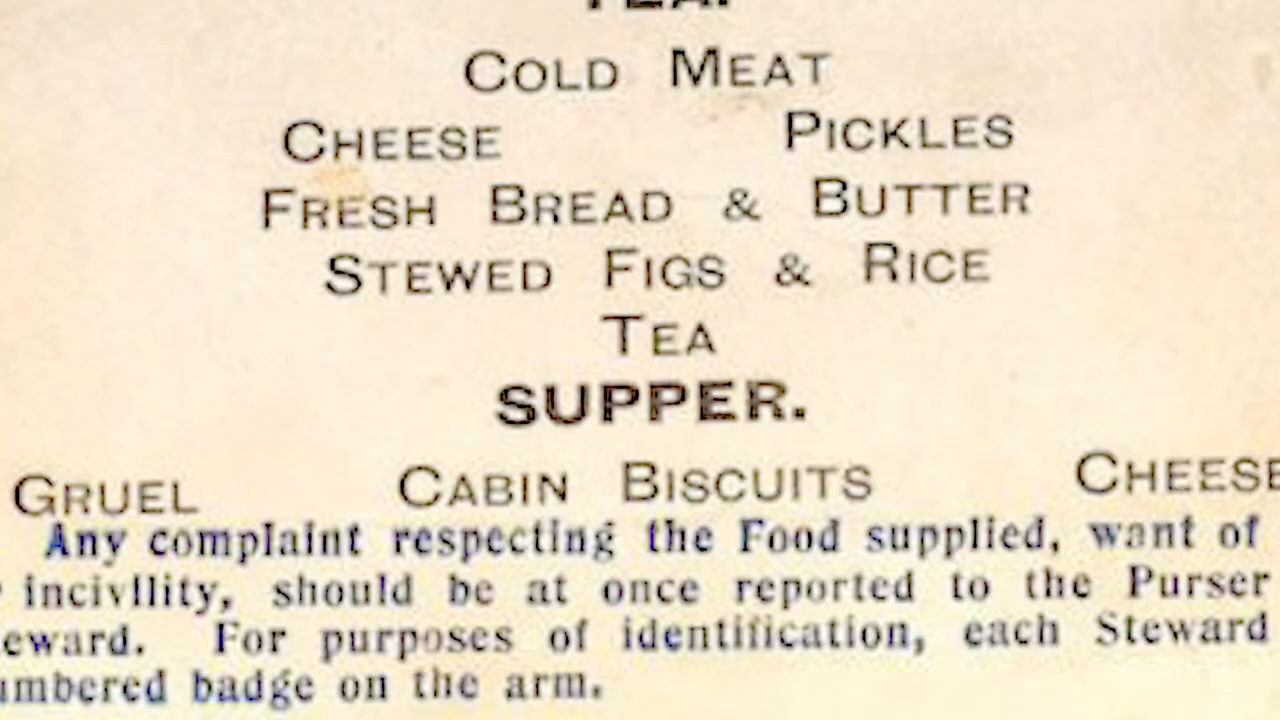 TEA.
COLD MEAT
CHEESE PICKLES
FRESH BREAD & BUTTER
STEWED FIGS & RICE
TEA
SUPPER.
GRUEL CABIN BISCUITS CHEESE
Any complaint respecting the Food supplied, want of
incivility, should be at once reported to the Purser
eward. For purposes of identification, each Steward
umbered badge on the arm.